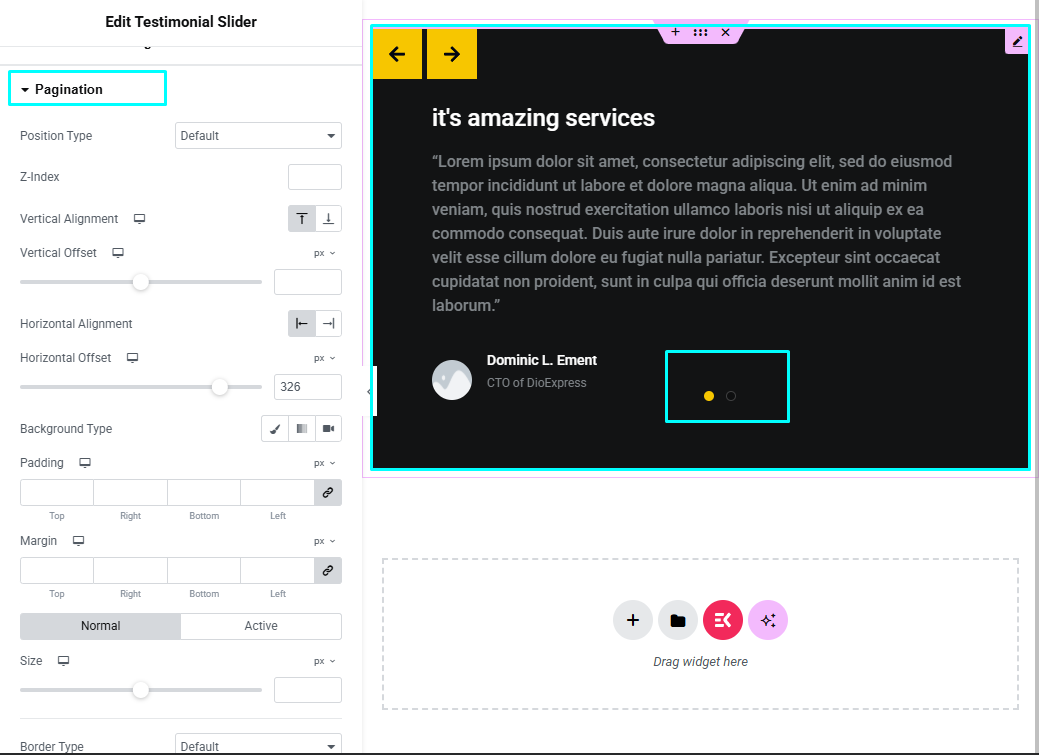 Edit Testimonial Slider
Pagination
Position Type
Default
Z-Index
Vertical Alignment
Vertical Offset
px
Horizontal Alignment
Horizontal Offset
px
326
Background Type
Padding
px
Top Right Bottom Left
Margin
px
Top Right Bottom Left
Normal Active
Size
px
Border Type
Default
it's amazing services
“Lorem ipsum dolor sit amet, consectetur adipiscing elit, sed do eiusmod
tempor incididunt ut labore et dolore magna aliqua. Ut enim ad minim
veniam, quis nostrud exercitation ullamco laboris nisi ut aliquip ex ea
commodo consequat. Duis aute irure dolor in reprehenderit in voluptate
velit esse cillum dolore eu fugiat nulla pariatur. Excepteur sint occaecat
cupidatat non proident, sunt in culpa qui officia deserunt mollit anim id est
laborum.”
Dominic L. Ement
CTO of DioExpress
Drag widget here